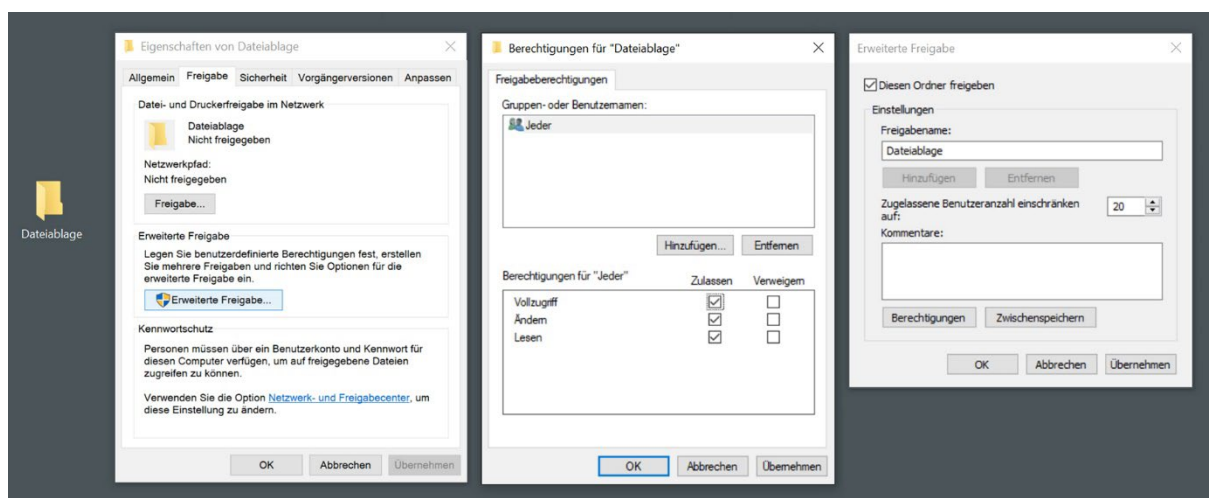 Dateiablage
Eigenschaften von Dateiablage
Allgemein Freigabe Sicherheit Vorgängerversionen Anpassen
Datei- und Druckerfreigabe im Netzwerk
Dateiablage
Nicht freigegeben
Netzwerkpfad:
Nicht freigegeben
Freigabe...
Erweiterte Freigabe
Legen Sie benutzerdefinierte Berechtigungen fest, erstellen
Sie mehrere Freigaben und richten Sie Optionen für die
erweiterte Freigabe ein.
Erweiterte Freigabe...
Kennwortschutz
Personen müssen über ein Benutzerkonto und Kennwort für
diesen Computer verfügen, um auf freigegebene Dateien
zugreifen zu können.
Verwenden Sie die Option Netzwerk- und Freigabecenter, um
diese Einstellung zu ändern.
OK Abbrechen Übernehmen
Berechtigungen für "Dateiablage"
Freigabeberechtigungen
Gruppen- oder Benutzernamen:
Jeder
Hinzufügen... Entfernen
Berechtigungen für "Jeder" Zulassen Verweigern
Vollzugriff
Ändern
Lesen
OK Abbrechen Übernehmen
Erweiterte Freigabe
Diesen Ordner freigeben
Einstellungen
Freigabename:
Dateiablage
Hinzufügen Entfernen
Zugelassene Benutzeranzahl einschränken 20
auf:
Kommentare:
Berechtigungen Zwischenspeichern
OK Abbrechen Übernehmen